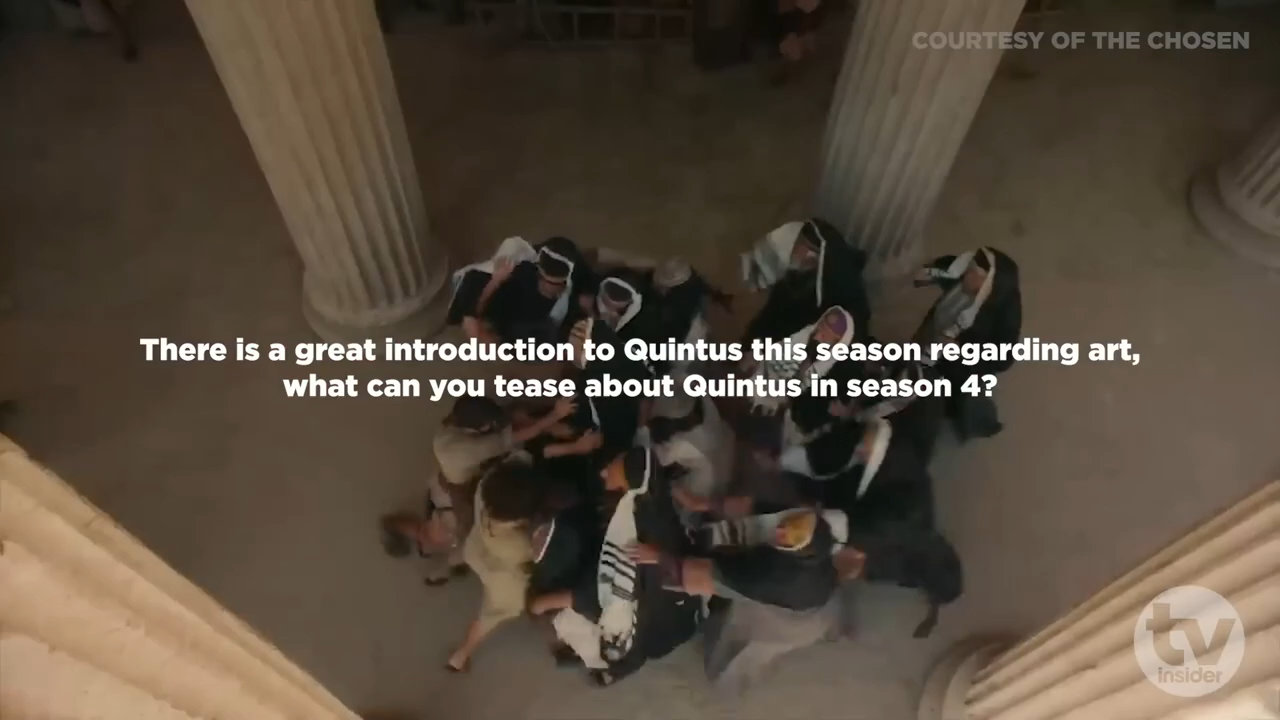 COURTESY OF THE CHOSEN
There is a great introduction to Quintus this season regarding art,
what can you tease about Quintus in season 4?
tv
insider